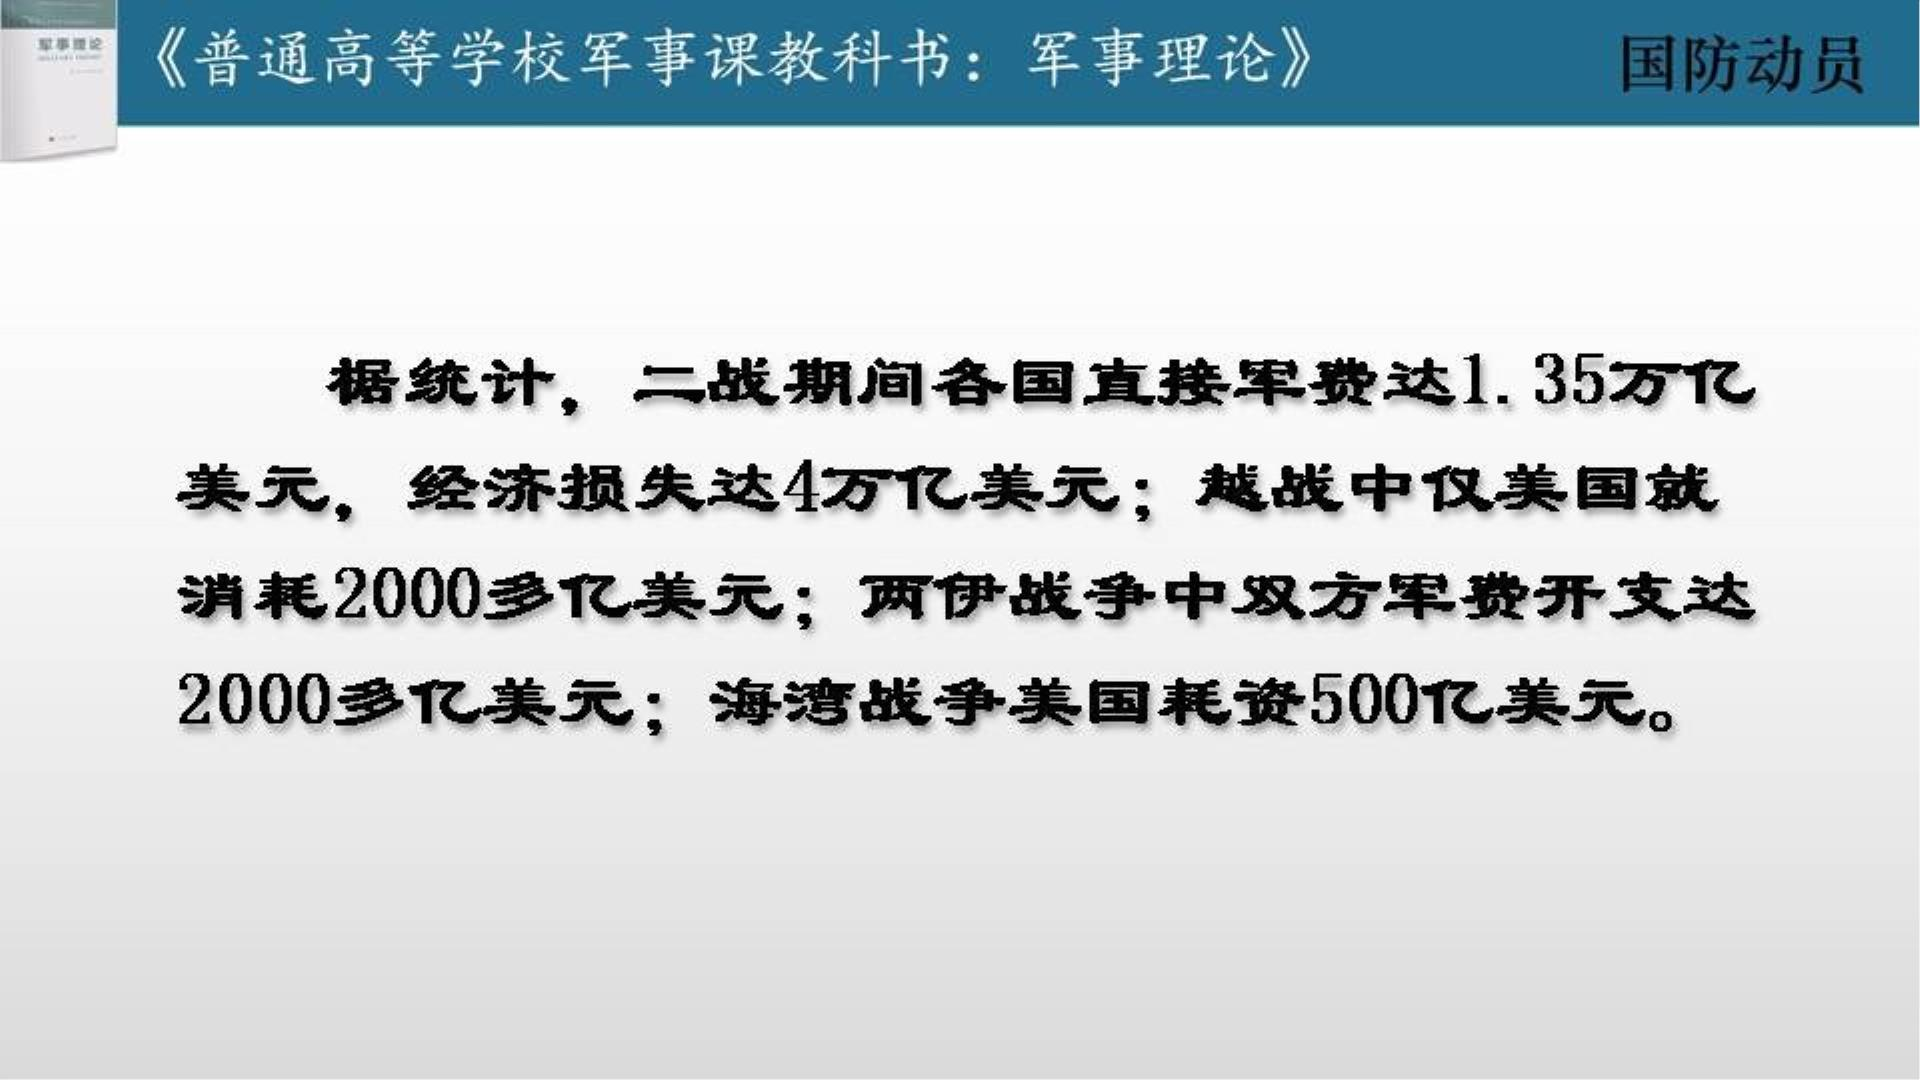 军事理论
《普通高等学校军事课教科书：军事理论》
国防动员
据统计，二战期间各国直接军费达1.35万亿
美元，经济损失达4万亿美元；越战中仅美国就
消耗2000多亿美元；两伊战争中双方军费开支达
2000多亿美元；海湾战争美国耗资500亿美元。